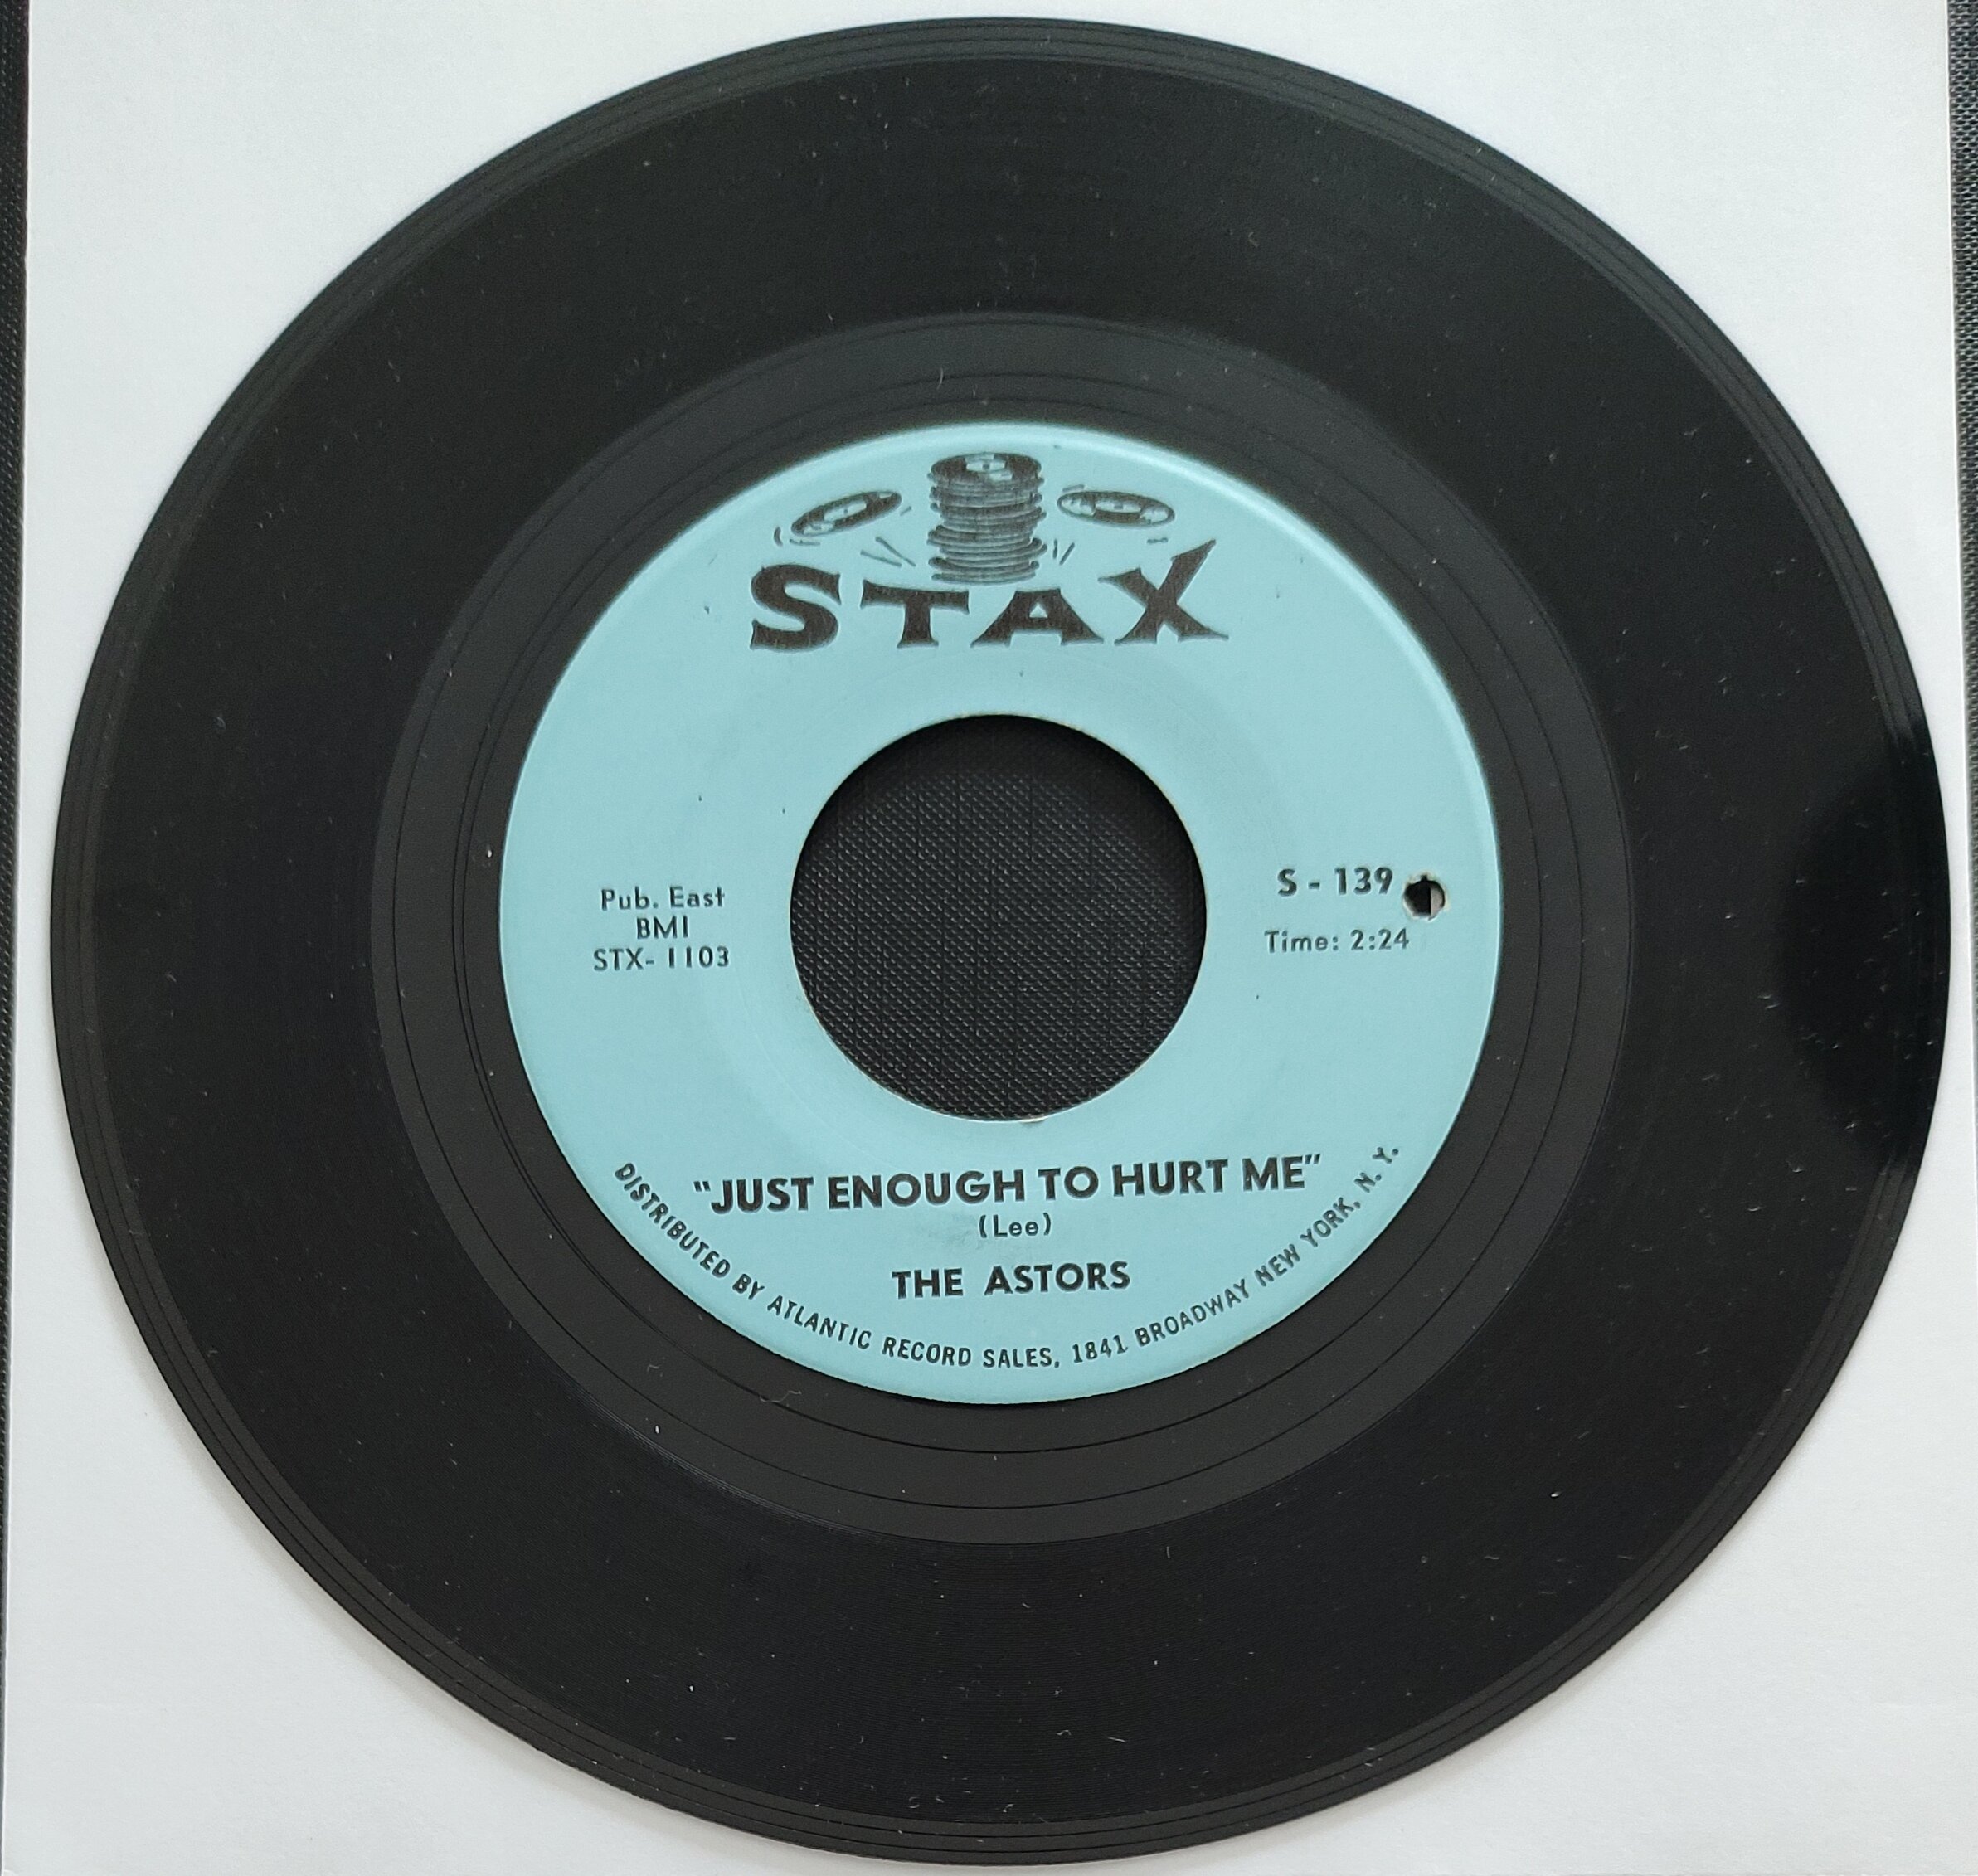 STAX
Pub. East
BMI
STX- 1103
S - 139
Time: 2:24
"JUST ENOUGH TO HURT ME"
(Lee)
THE ASTORS
DISTRIBUTED BY ATLANTIC RECORD SALES, 1841 BROADWAY NEW YORK, N. Y.